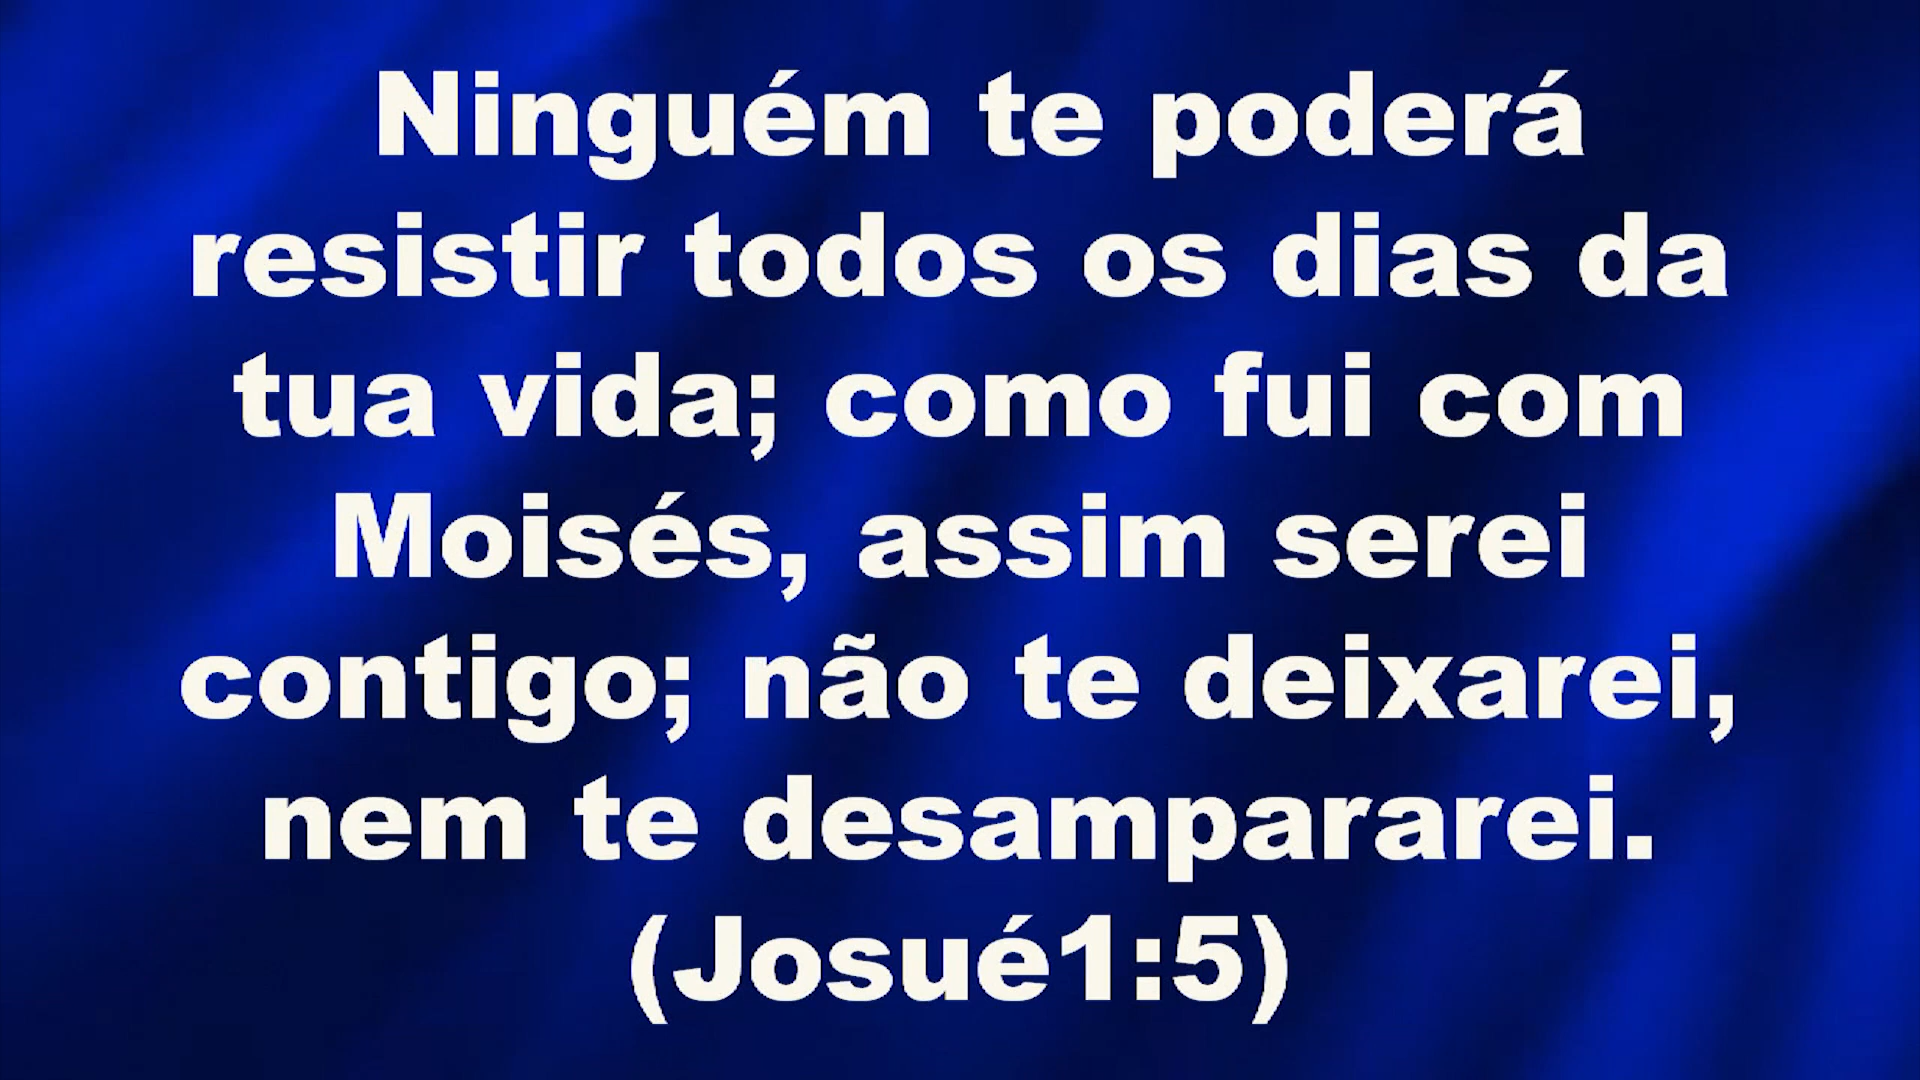 Ninguém te poderá
resistir todos os dias da
tua vida; como fui com
Moisés, assim serei
contigo; não te deixarei,
nem te desampararei.
(Josué1:5)